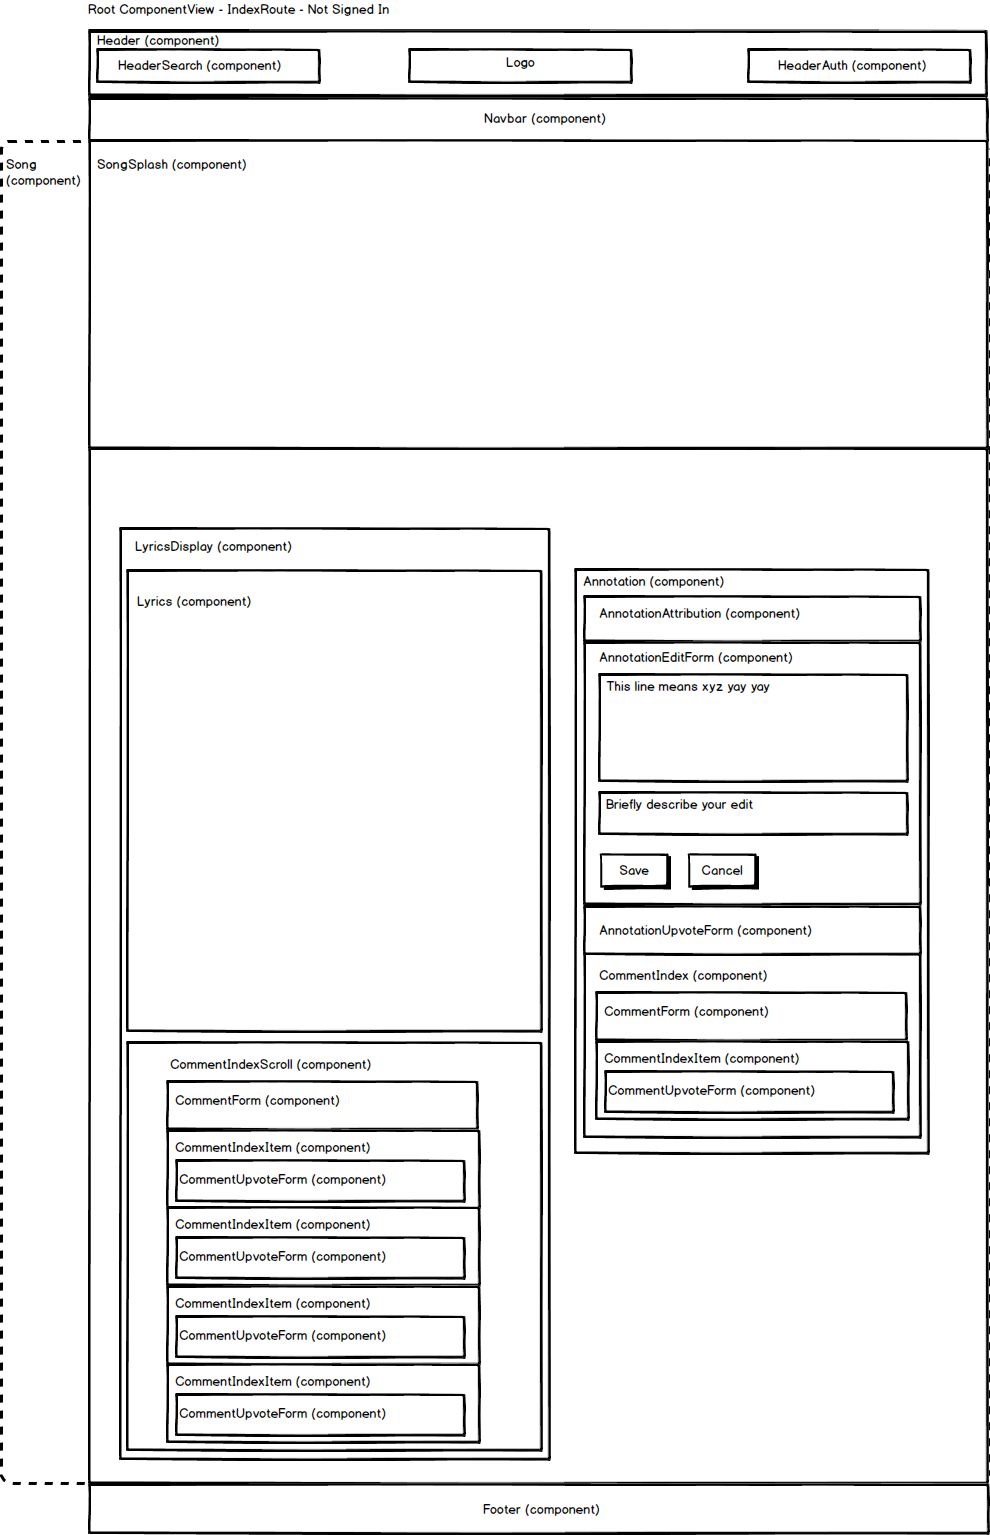 Root ComponentView - IndexRoute - Not Signed In
Header (component)
HeaderSearch (component)
Logo
HeaderAuth (component)
Navbar (component)
Song
(component)
SongSplash (component)
LyricsDisplay (component)
Lyrics (component)
Annotation (component)
AnnotationAttribution (component)
AnnotationEditForm (component)
This line means xyz yay yay
Briefly describe your edit
Save
Cancel
AnnotationUpvoteForm (component)
CommentIndex (component)
CommentForm (component)
CommentIndexItem (component)
CommentUpvoteForm (component)
CommentIndexScroll (component)
CommentForm (component)
CommentIndexItem (component)
CommentUpvoteForm (component)
CommentIndexItem (component)
CommentUpvoteForm (component)
CommentIndexItem (component)
CommentUpvoteForm (component)
CommentIndexItem (component)
CommentUpvoteForm (component)
Footer (component)